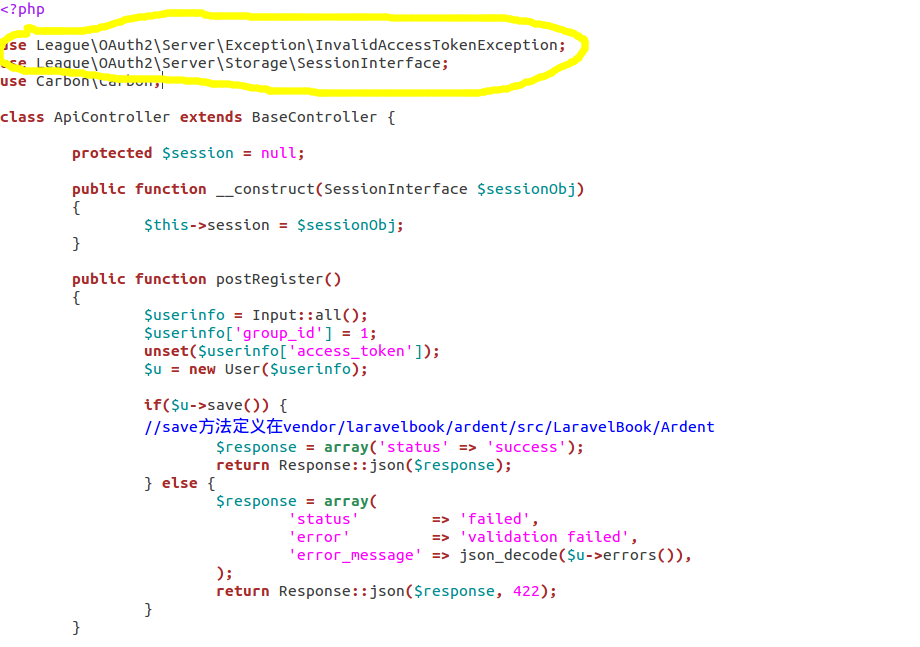 <?php
use League\OAuth2\Server\Exception\InvalidAccessTokenException;
use League\OAuth2\Server\Storage\SessionInterface;
use Carbon\Carbon;
class ApiController extends BaseController {
protected $session = null;
public function __construct(SessionInterface $sessionObj)
{
$this->session = $sessionObj;
}
public function postRegister()
{
$userinfo = Input::all();
$userinfo['group_id'] = 1;
unset($userinfo['access_token']);
$u = new User($userinfo);
if($u->save()) {
//save方法定义在vendor/laravelbook/ardent/src/LaravelBook/Ardent
$response = array('status' => 'success');
return Response::json($response);
} else {
$response = array(
'status' => 'failed',
'error' => 'validation failed',
'error_message' => json_decode($u->errors()),
);
return Response::json($response, 422);
}
}